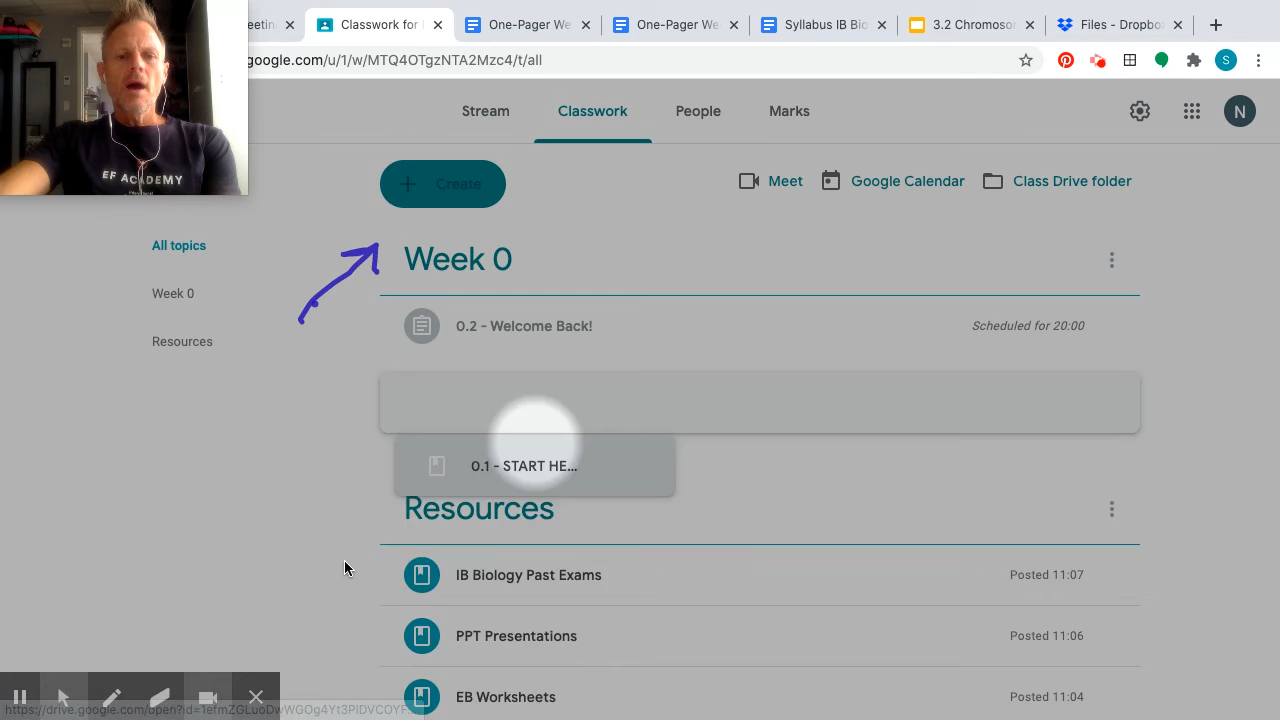 eetin
Classwork for
One-Pager We
One-Pager We
Syllabus IB Bio
3.2 Chromoso
Files - Dropbo
google.com/u/1/w/MTQ4OTgzNTA2Mzc4/t/all
S
Stream
Classwork
People
Marks
N
EF ACADEMY
Create
Meet
Google Calendar
Class Drive folder
All topics
Week 0
Resources
Week 0
0.2 - Welcome Back!
Scheduled for 20:00
0.1 - START HE...
Resources
IB Biology Past Exams
Posted 11:07
PPT Presentations
Posted 11:06
EB Worksheets
Posted 11:04